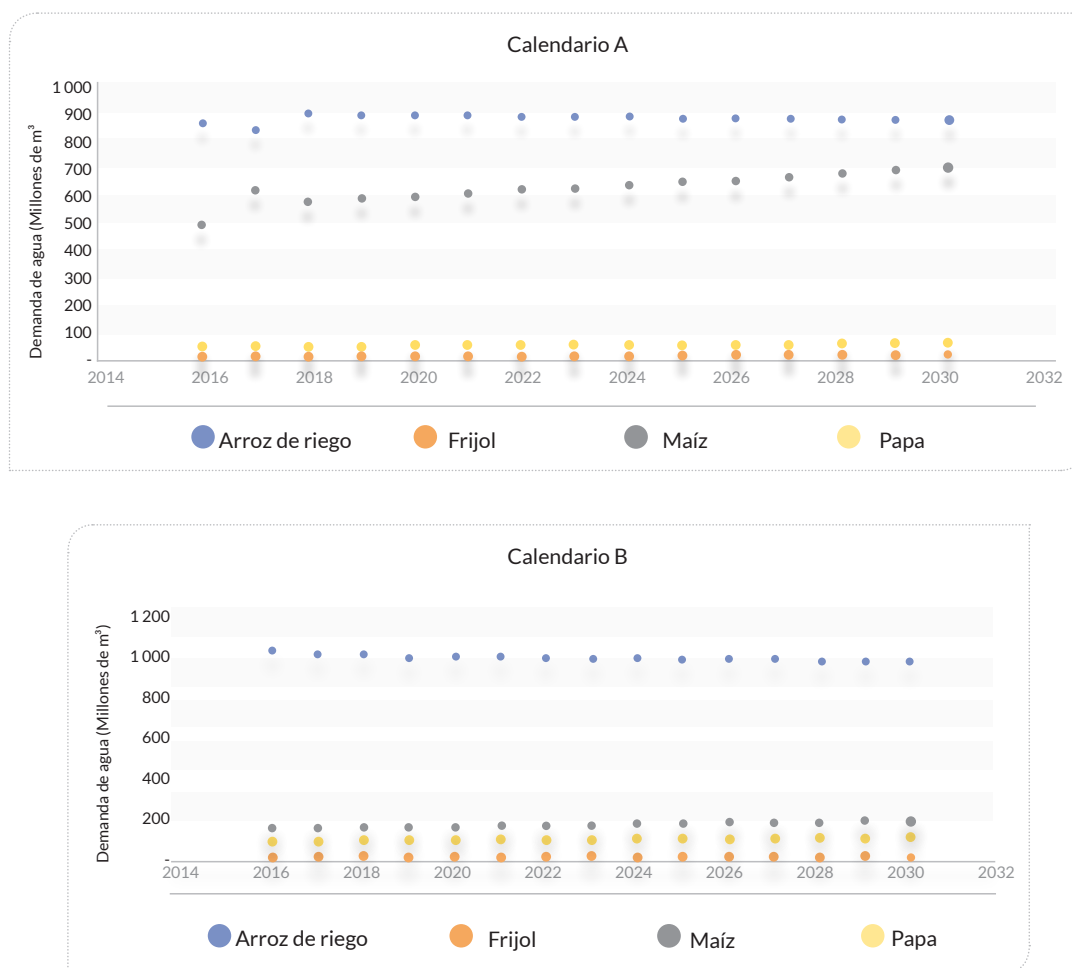 Calendario A
Demanda de agua (Millones de m³)
1 000
900
800
700
600
500
400
300
200
100
-
2014 2016 2018 2020 2022 2024 2026 2028 2030 2032
Arroz de riego Frijol Maíz Papa
Calendario B
Demanda de agua (Millones de m³)
1 200
1 000
800
600
400
200
-
2014 2016 2018 2020 2022 2024 2026 2028 2030 2032
Arroz de riego Frijol Maíz Papa